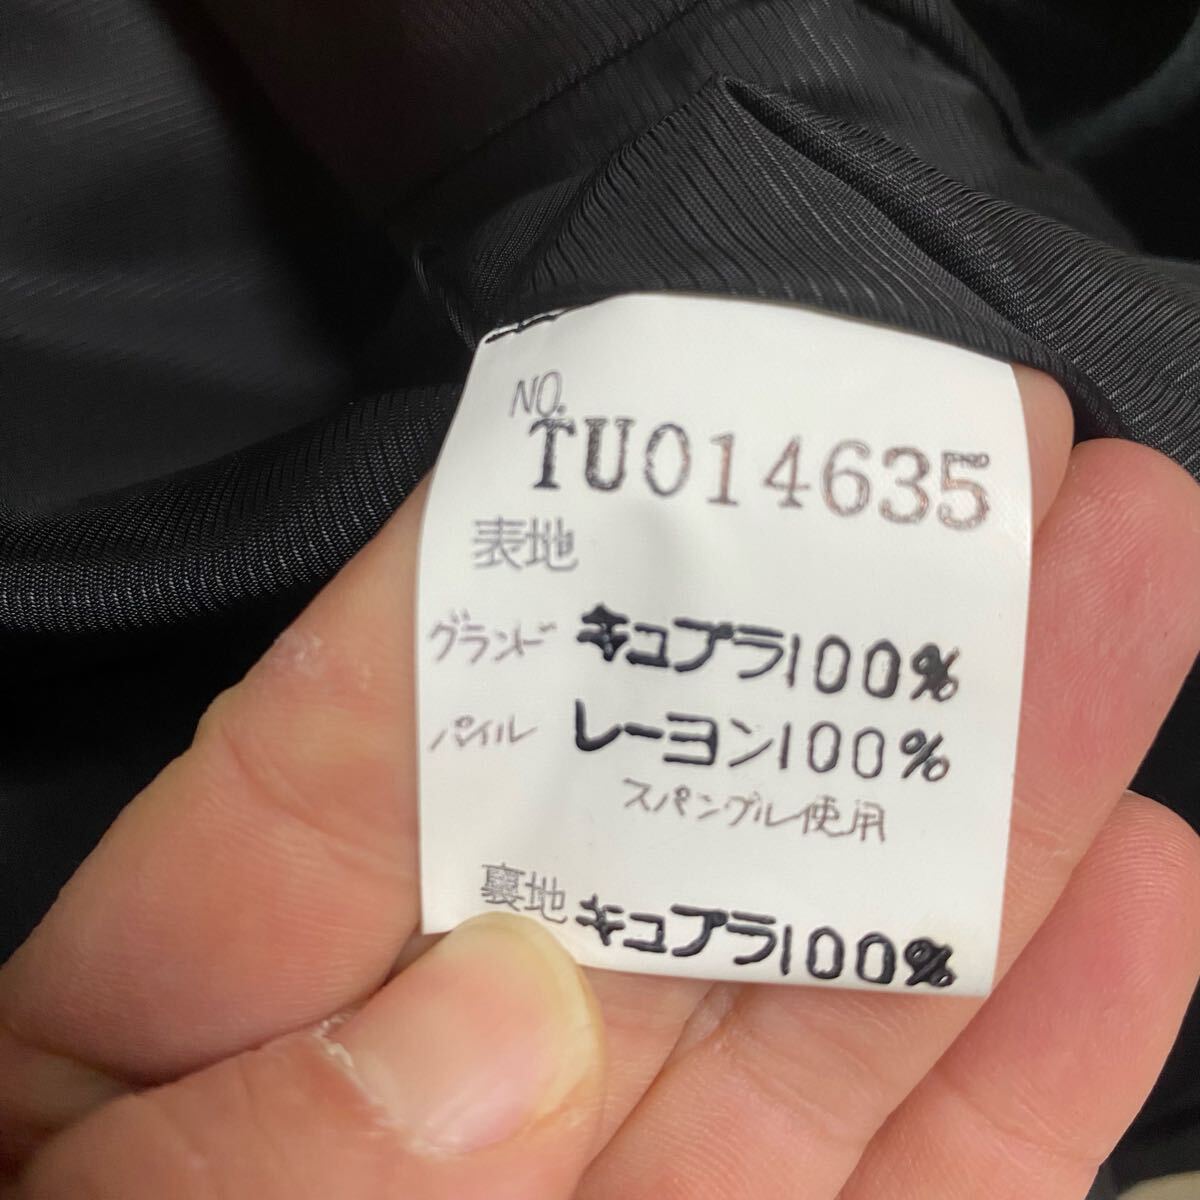 NO.
TU014635
表地
グランド キュプラ100%
パイル レーヨン100%
スパングル使用
裏地 キュプラ100%